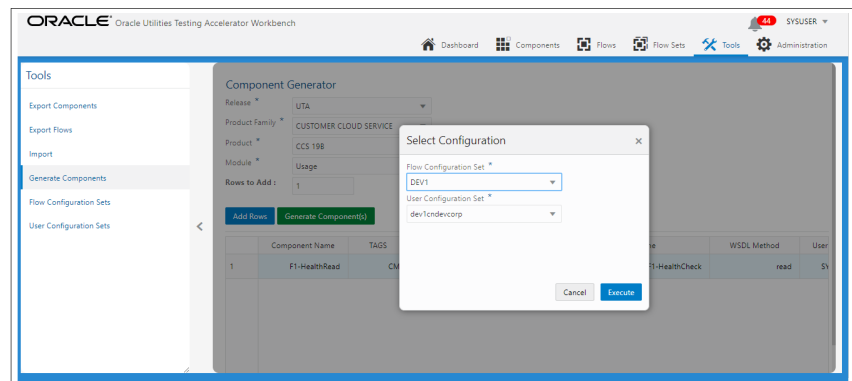 ORACLE Oracle Utilities Testing Accelerator Workbench
44 SYSUSER
Dashboard Components Flows Flow Sets Tools Administration
Tools
Export Components
Export Flows
Import
Generate Components
Flow Configuration Sets
User Configuration Sets
Component Generator
Release * UTA
Product Family * CUSTOMER CLOUD SERVICE
Product * CCS 19B
Module * Usage
Rows to Add : 1
Add Rows Generate Component(s)
Component Name TAGS WSDL Method User
1 F1-HealthRead CM F1-HealthCheck read SY
Select Configuration ×
Flow Configuration Set *
DEV1
User Configuration Set *
dev1cndevcorp
Cancel Execute